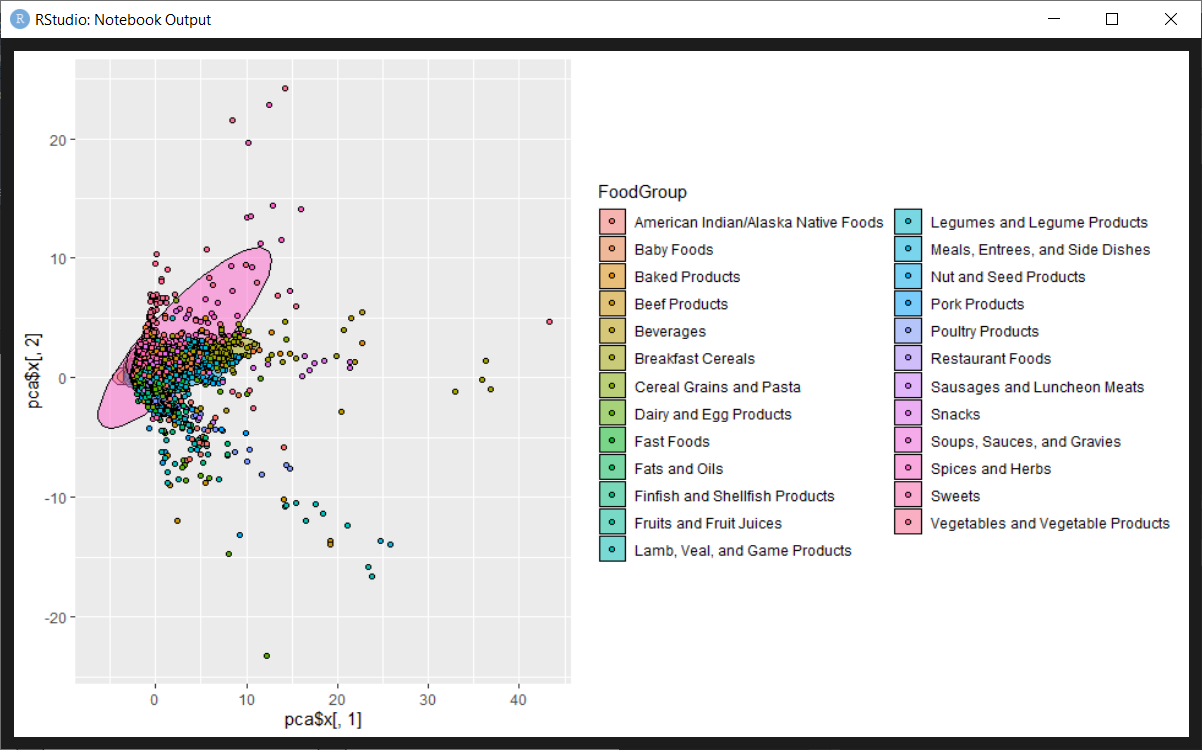 R RStudio: Notebook Output
20
10
0
-10
-20
pca$x[, 2]
0 10 20 30 40
pca$x[, 1]
FoodGroup
American Indian/Alaska Native Foods
Baby Foods
Baked Products
Beef Products
Beverages
Breakfast Cereals
Cereal Grains and Pasta
Dairy and Egg Products
Fast Foods
Fats and Oils
Finfish and Shellfish Products
Fruits and Fruit Juices
Lamb, Veal, and Game Products
Legumes and Legume Products
Meals, Entrees, and Side Dishes
Nut and Seed Products
Pork Products
Poultry Products
Restaurant Foods
Sausages and Luncheon Meats
Snacks
Soups, Sauces, and Gravies
Spices and Herbs
Sweets
Vegetables and Vegetable Products